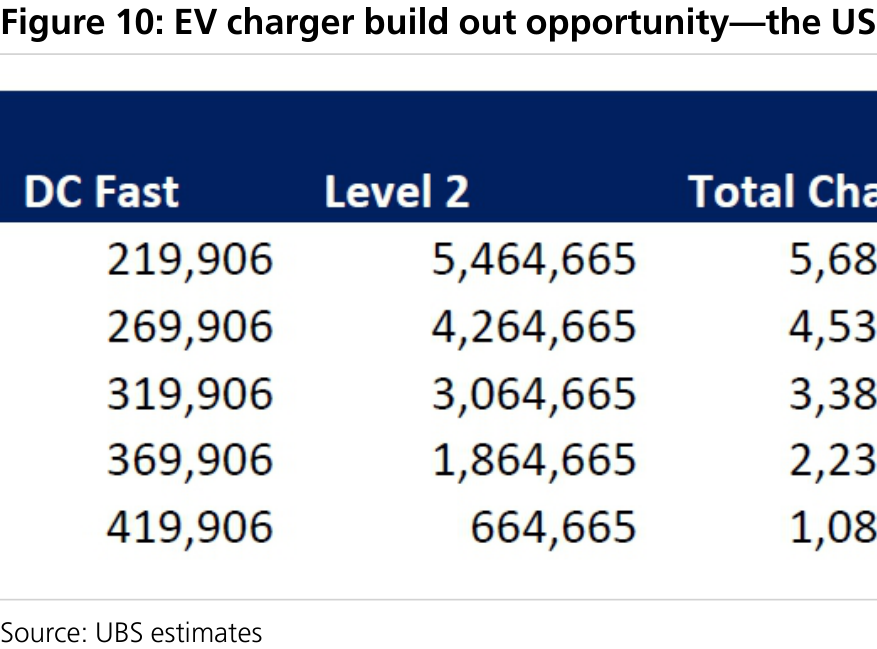 Figure 10: EV charger build out opportunity—the US
DC Fast Level 2 Total Cha
219,906 5,464,665 5,68
269,906 4,264,665 4,53
319,906 3,064,665 3,38
369,906 1,864,665 2,23
419,906 664,665 1,08
Source: UBS estimates